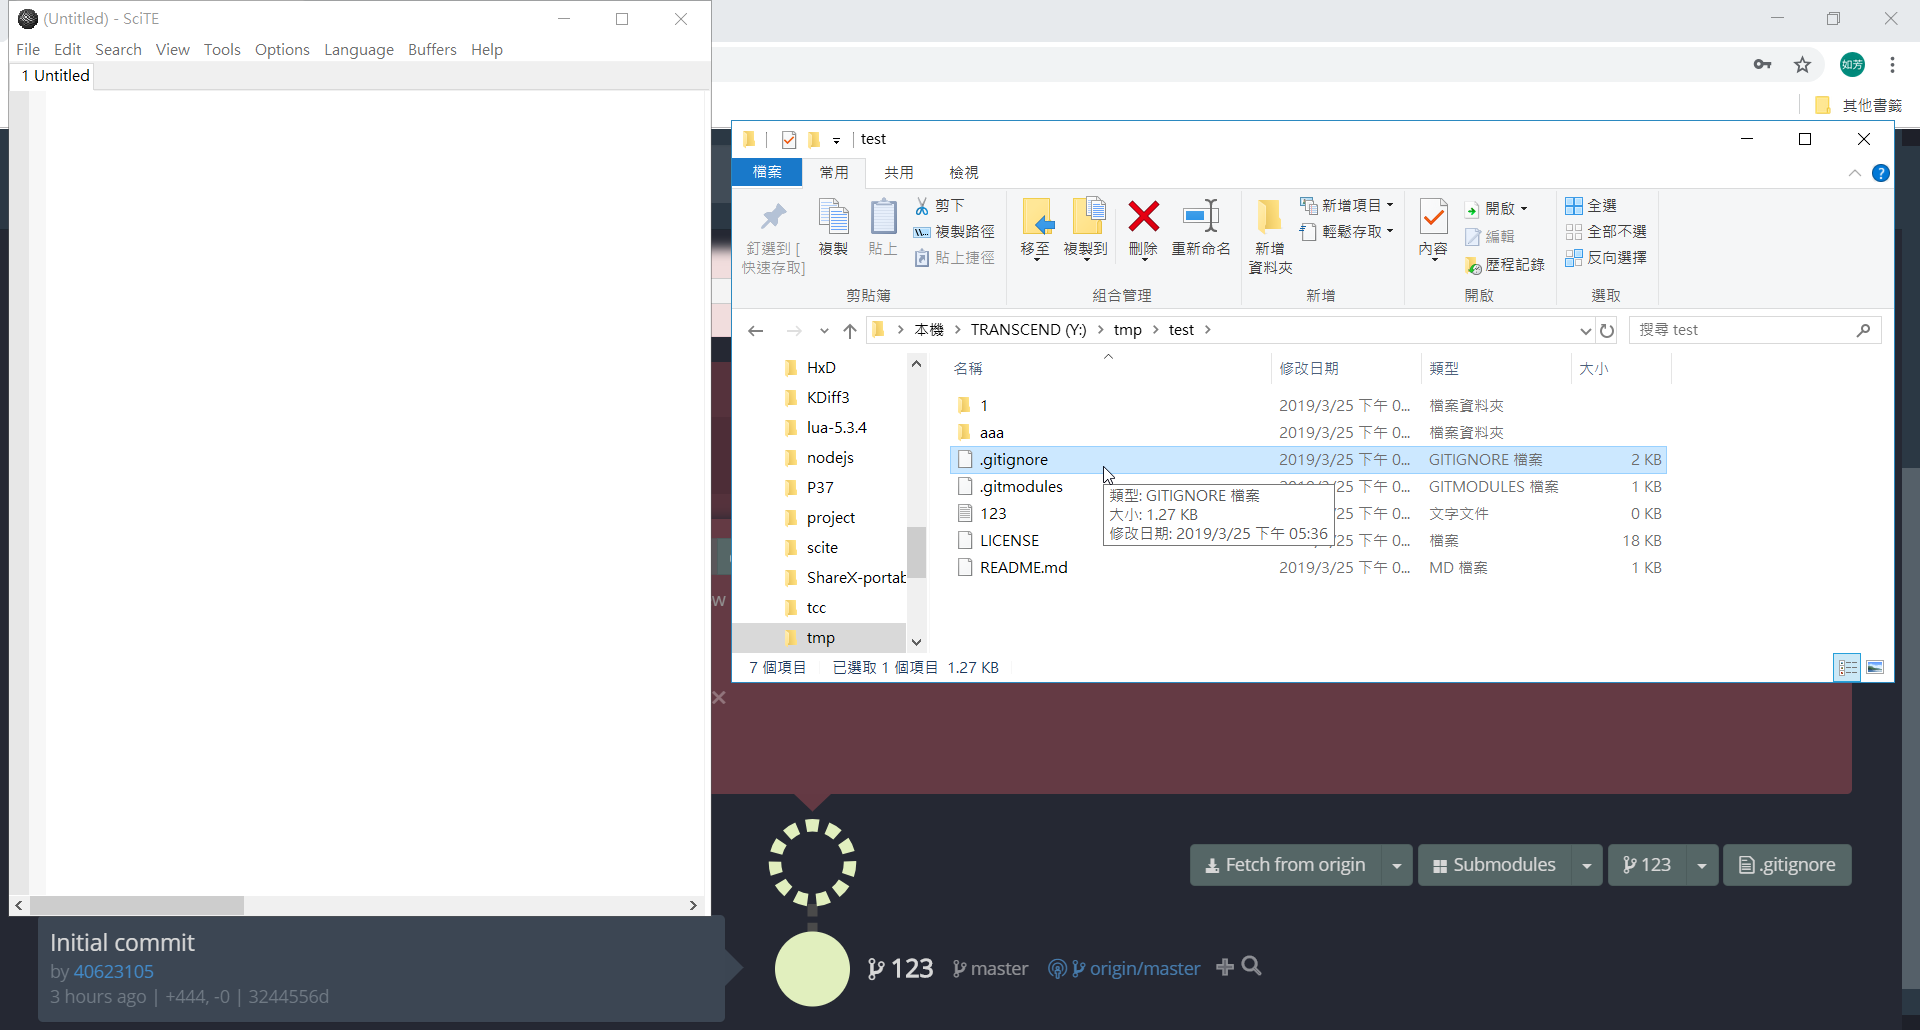 (Untitled) - SciTE
File Edit Search View Tools Options Language Buffers Help
1 Untitled
如芳
其他書籤
test
檔案 常用 共用 檢視
釘選到 [
快速存取]
複製
貼上
剪下
複製路徑
貼上捷徑
剪貼簿
移至
複製到
刪除
重新命名
組合管理
新增
資料夾
新增項目
輕鬆存取
新增
內容
開啟
編輯
歷程記錄
開啟
全選
全部不選
反向選擇
選取
本機 > TRANSCEND (Y:) > tmp > test >
搜尋 test
HxD
KDiff3
lua-5.3.4
nodejs
P37
project
scite
ShareX-portab
tcc
tmp
名稱 修改日期 類型 大小
1 2019/3/25 下午 0... 檔案資料夾
aaa 2019/3/25 下午 0... 檔案資料夾
.gitignore 2019/3/25 下午 0... GITIGNORE 檔案 2 KB
.gitmodules 25 下午 0... GITMODULES 檔案 1 KB
123 25 下午 0... 文字文件 0 KB
LICENSE 25 下午 0... 檔案 18 KB
README.md 2019/3/25 下午 0... MD 檔案 1 KB
類型: GITIGNORE 檔案
大小: 1.27 KB
修改日期: 2019/3/25 下午 05:36
7 個項目 已選取 1 個項目 1.27 KB
w
Fetch from origin Submodules 123 .gitignore
Initial commit
by 40623105
3 hours ago | +444, -0 | 3244556d
123 master origin/master